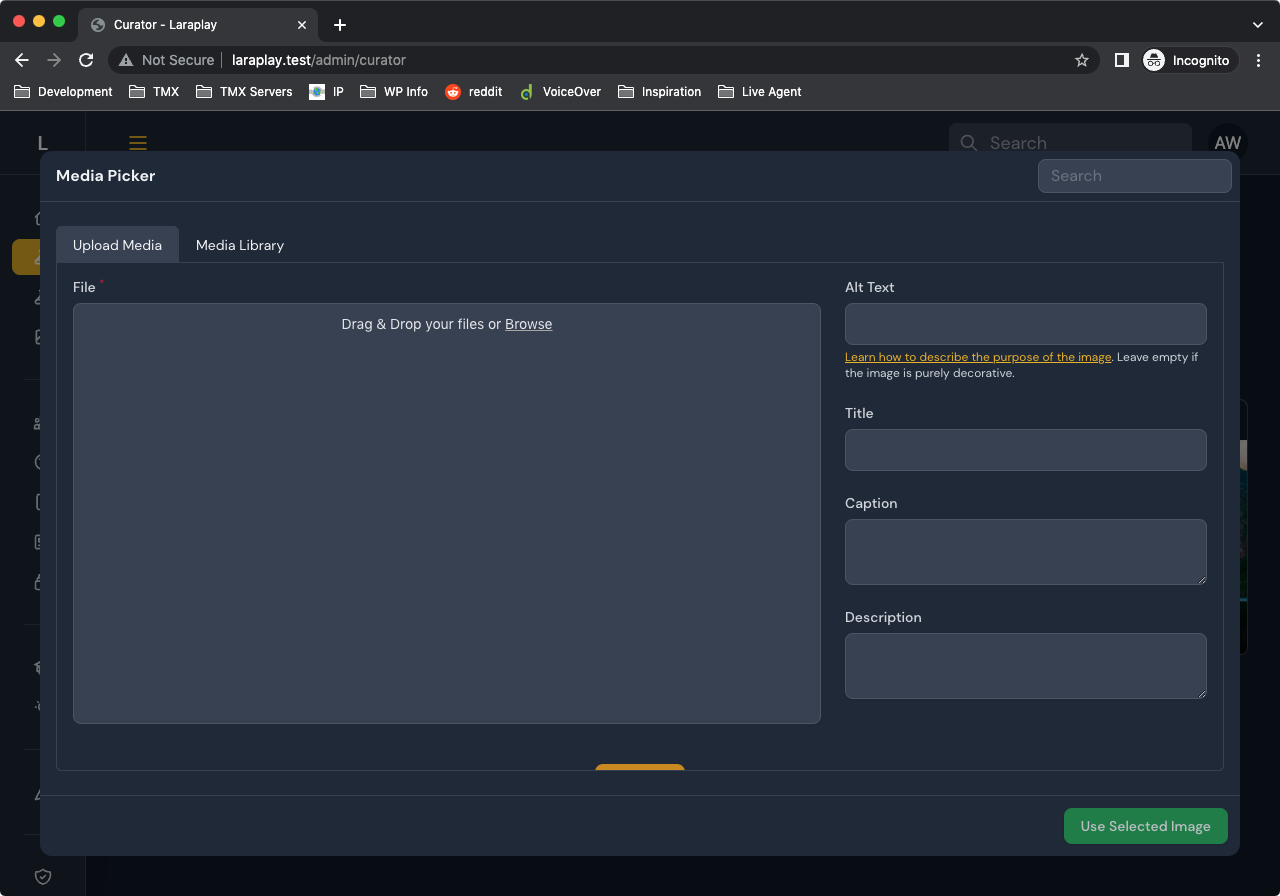 Curator - Laraplay
Not Secure laraplay.test/admin/curator
Incognito
Development TMX TMX Servers IP WP Info reddit VoiceOver Inspiration Live Agent
L
Search
AW
Media Picker
Search
Upload Media Media Library
File *
Drag & Drop your files or Browse
Alt Text
Learn how to describe the purpose of the image. Leave empty if
the image is purely decorative.
Title
Caption
Description
Use Selected Image